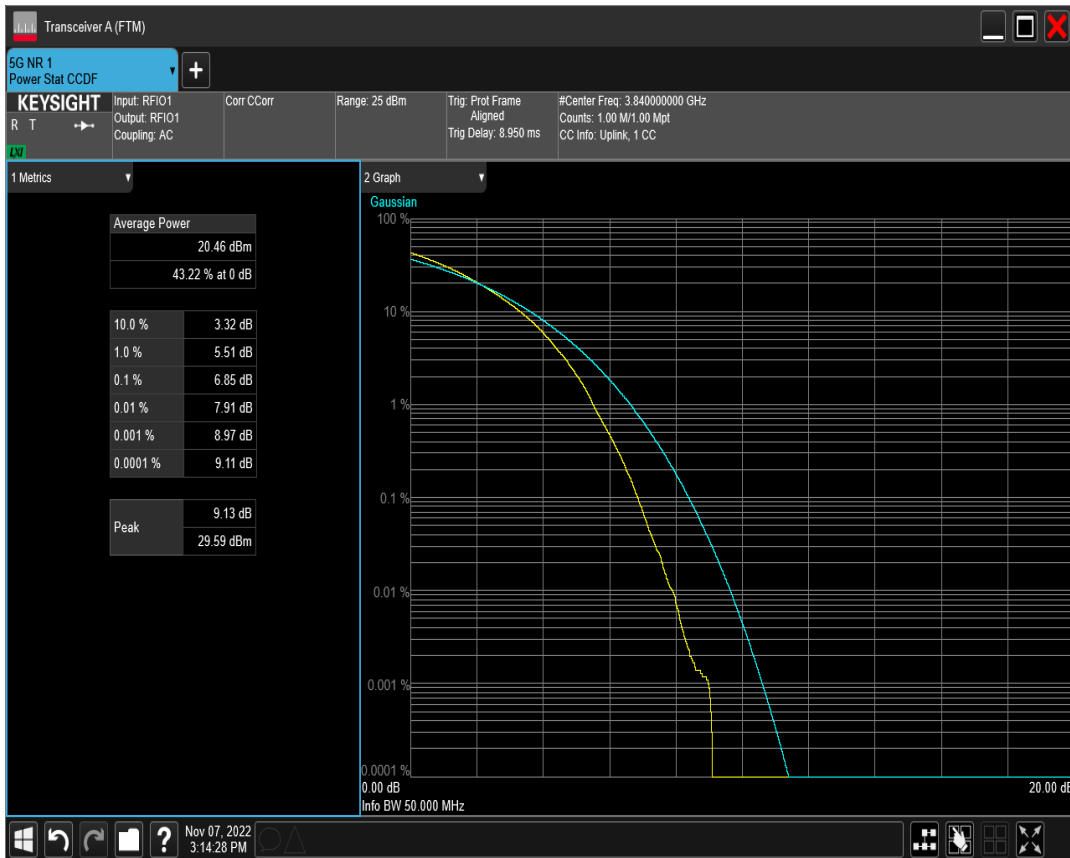 Transceiver A (FTM)
5G NR 1
Power Stat CCDF
+
KEYSIGHT
R T
LXI
Input: RFIO1
Output: RFIO1
Coupling: AC
Corr CCorr
Range: 25 dBm
Trig: Prot Frame
Aligned
Trig Delay: 8.950 ms
#Center Freq: 3.840000000 GHz
Counts: 1.00 M/1.00 Mpt
CC Info: Uplink, 1 CC
1 Metrics
Average Power
20.46 dBm
43.22 % at 0 dB
10.0 % 3.32 dB
1.0 % 5.51 dB
0.1 % 6.85 dB
0.01 % 7.91 dB
0.001 % 8.97 dB
0.0001 % 9.11 dB
Peak
9.13 dB
29.59 dBm
2 Graph
Gaussian
100 %
10 %
1 %
0.1 %
0.01 %
0.001 %
0.0001 %
0.00 dB
20.00 dB
Info BW 50.000 MHz
?
Nov 07, 2022
3:14:28 PM